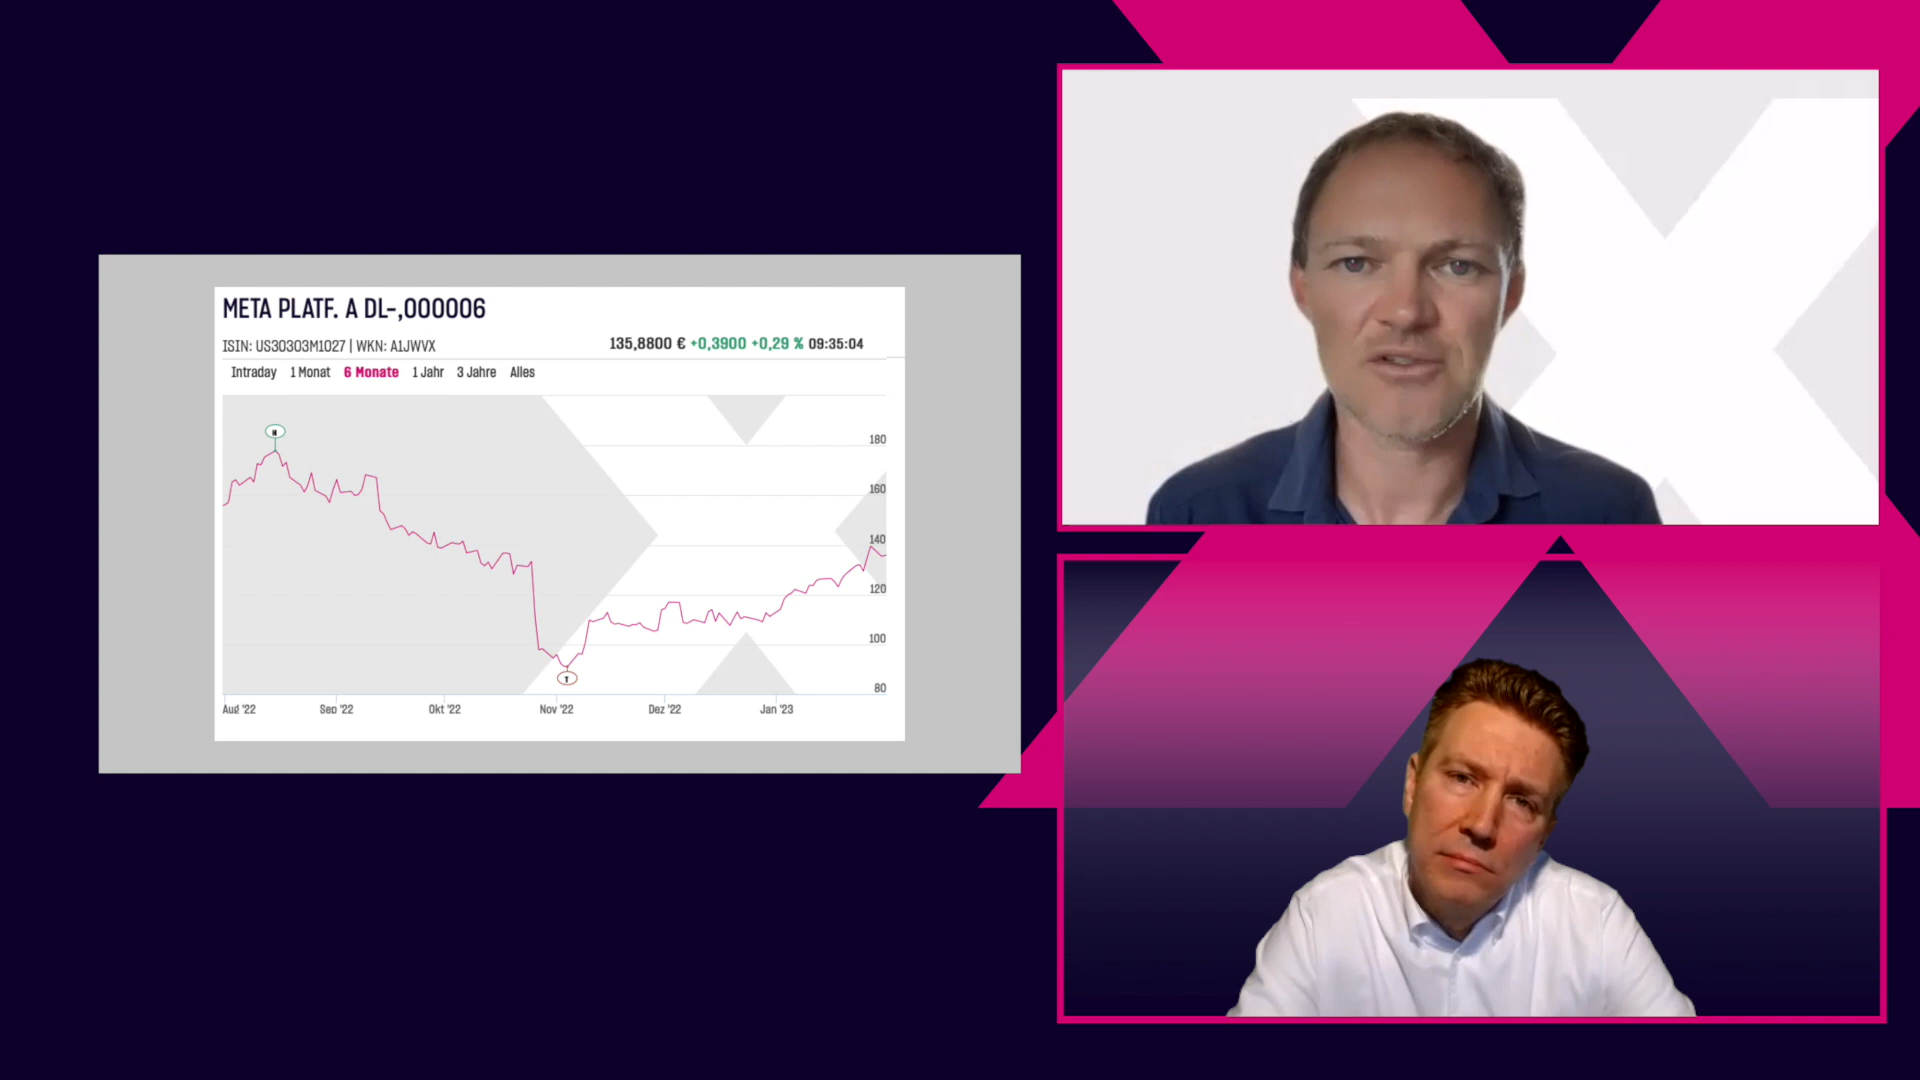 META PLATF. A DL-,000006
ISIN: US30303M1027 | WKN: A1JWVX
135,8800 € +0,3900 +0,29 % 09:35:04
Intraday 1 Monat 6 Monate 1 Jahr 3 Jahre Alles
H
180
160
140
120
100
T
80
Aug '22 Sep '22 Okt '22 Nov '22 Dez '22 Jan '23